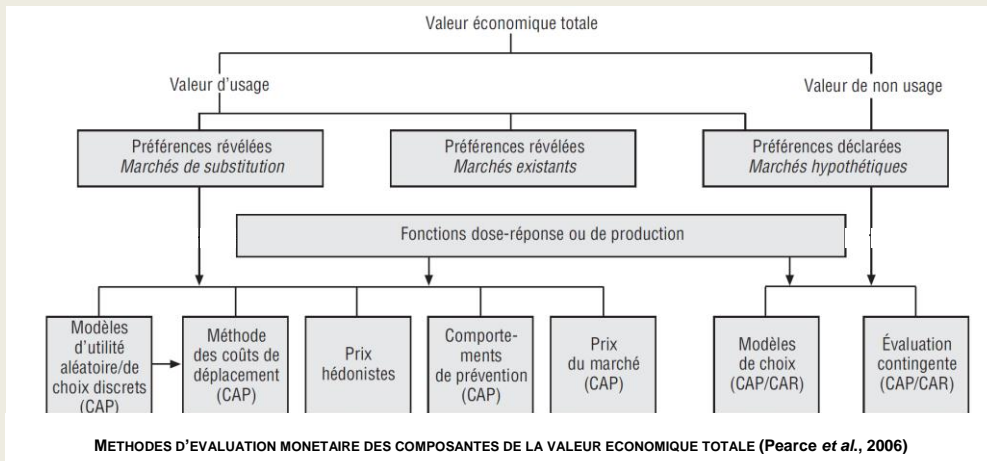 Valeur économique totale
Valeur d'usage
Valeur de non usage
Préférences révélées
Marchés de substitution
Préférences révélées
Marchés existants
Préférences déclarées
Marchés hypothétiques
Fonctions dose-réponse ou de production
Modèles
d'utilité
aléatoire/de
choix discrets
(CAP)
Méthode
des coûts de
déplacement
(CAP)
Prix
hédonistes
Comporte-
ments
de prévention
(CAP)
Prix
du marché
(CAP)
Modèles
de choix
(CAP/CAR)
Évaluation
contingente
(CAP/CAR)
METHODES D'EVALUATION MONETAIRE DES COMPOSANTES DE LA VALEUR ECONOMIQUE TOTALE (Pearce et al., 2006)